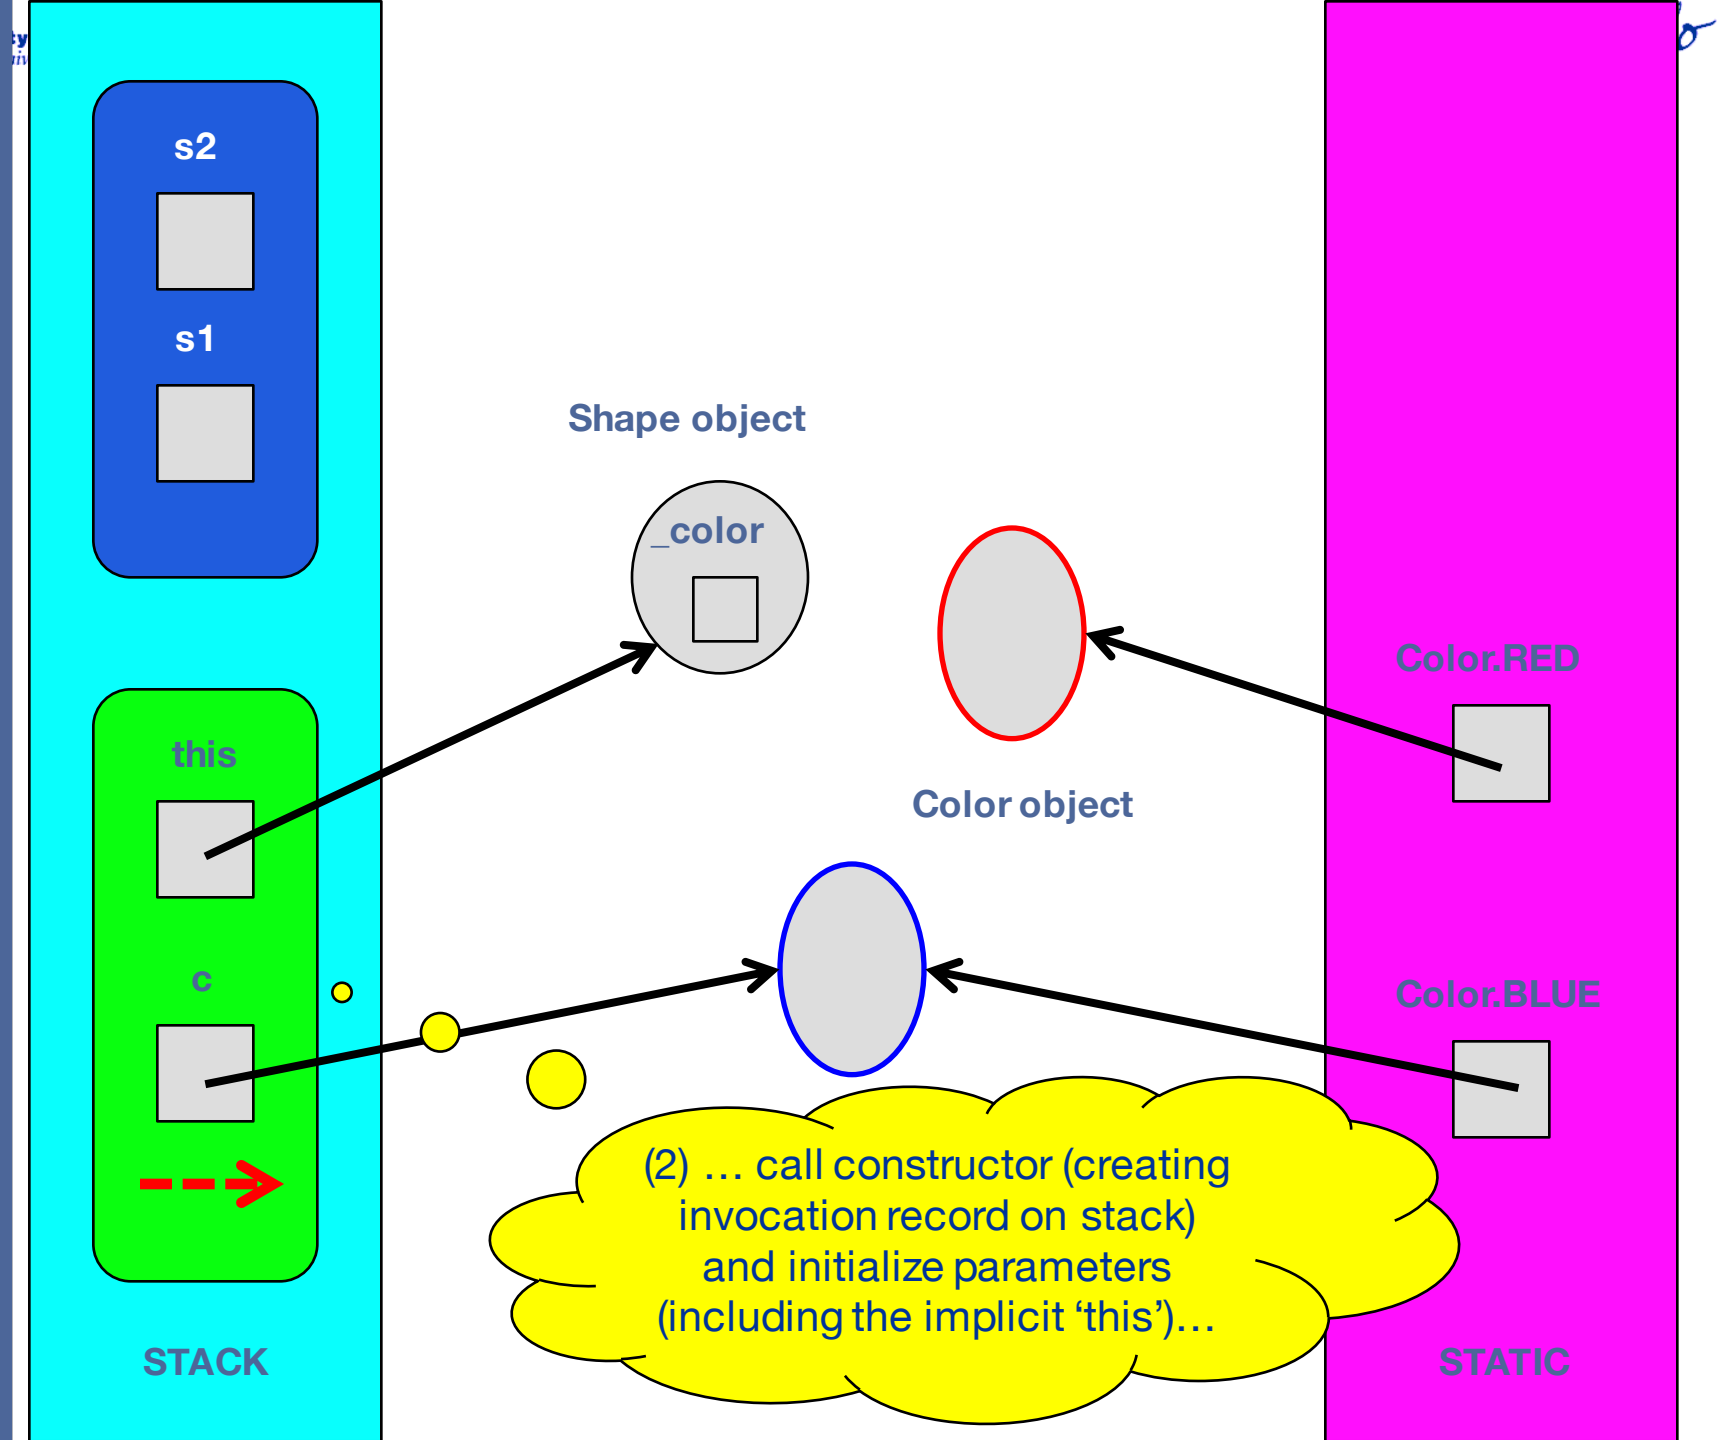 s2
s1
Shape object
_color
Color.RED
this
Color object
c
Color.BLUE
(2) … call constructor (creating
invocation record on stack)
and initialize parameters
(including the implicit ‘this’)…
STACK
STATIC